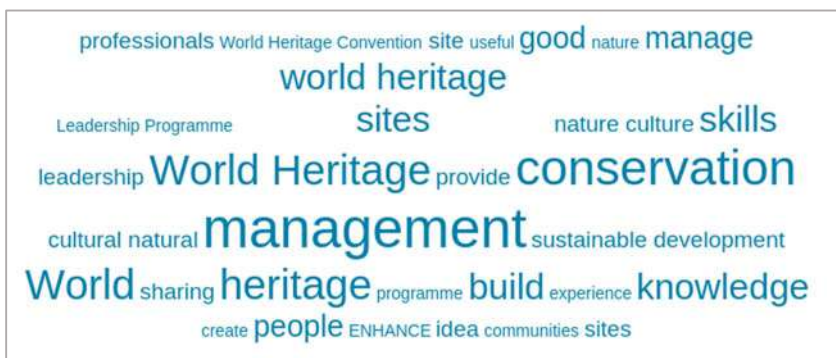 professionals World Heritage Convention site useful good nature manage
world heritage
Leadership Programme sites nature culture skills
leadership World Heritage provide conservation
cultural natural management sustainable development
World sharing heritage programme build experience knowledge
create people ENHANCE idea communities sites